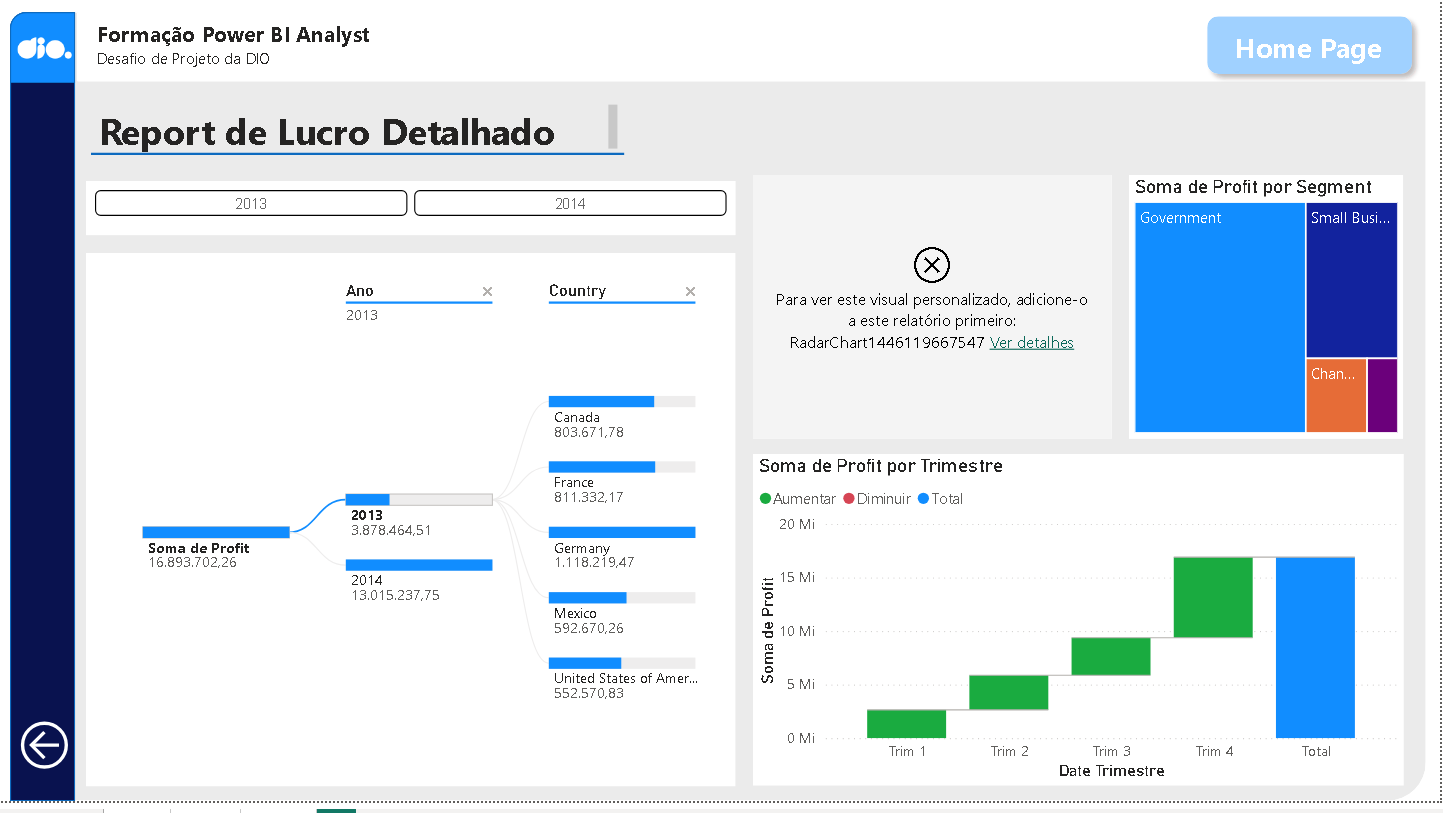 dio.
Formação Power BI Analyst
Desafio de Projeto da DIO
Home Page
Report de Lucro Detalhado
2013
2014
Ano
2013
Country
Canada
803.671,78
France
811.332,17
Germany
1.118.219,47
Mexico
592.670,26
United States of Amer...
552.570,83
2013
3.878.464,51
2014
13.015.237,75
Soma de Profit
16.893.702,26
Para ver este visual personalizado, adicione-o
a este relatório primeiro:
RadarChart1446119667547 Ver detalhes
Soma de Profit por Segment
Government
Small Busi...
Chan...
Soma de Profit por Trimestre
Aumentar Diminuir Total
20 Mi
15 Mi
10 Mi
5 Mi
0 Mi
Soma de Profit
Trim 1 Trim 2 Trim 3 Trim 4 Total
Date Trimestre